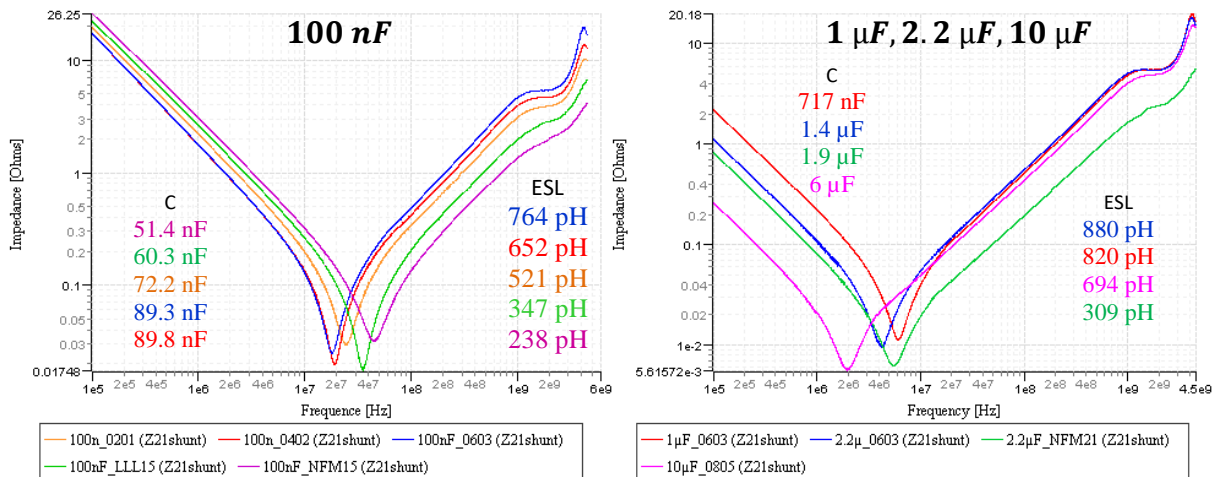 100 nF
26.25
10
5
4
3
2
1
0.5
0.3
0.2
0.1
0.05
0.03
0.01748
Impedance [Ohms]
C
51.4 nF
60.3 nF
72.2 nF
89.3 nF
89.8 nF
ESL
764 pH
652 pH
521 pH
347 pH
238 pH
1e5 2e5 4e5 1e6 2e6 4e6 1e7 2e7 4e7 1e8 2e8 4e8 1e9 2e9 6e9
Frequence [Hz]
100n_0201 (Z21shunt) 100n_0402 (Z21shunt) 100nF_0603 (Z21shunt)
100nF_LLL15 (Z21shunt) 100nF_NFM15 (Z21shunt)
1 μF, 2.2 μF, 10 μF
20.18
10
4
2
1
0.4
0.2
0.1
0.04
0.02
1e-2
5.61572e-3
Impedance [Ohms]
C
717 nF
1.4 μF
1.9 μF
6 μF
ESL
880 pH
820 pH
694 pH
309 pH
1e5 2e5 4e5 1e6 2e6 4e6 1e7 2e7 4e7 1e8 2e8 4e8 1e9 2e9 4.5e9
Frequency [Hz]
1μF_0603 (Z21shunt) 2.2μ_0603 (Z21shunt) 2.2μF_NFM21 (Z21shunt)
10μF_0805 (Z21shunt)